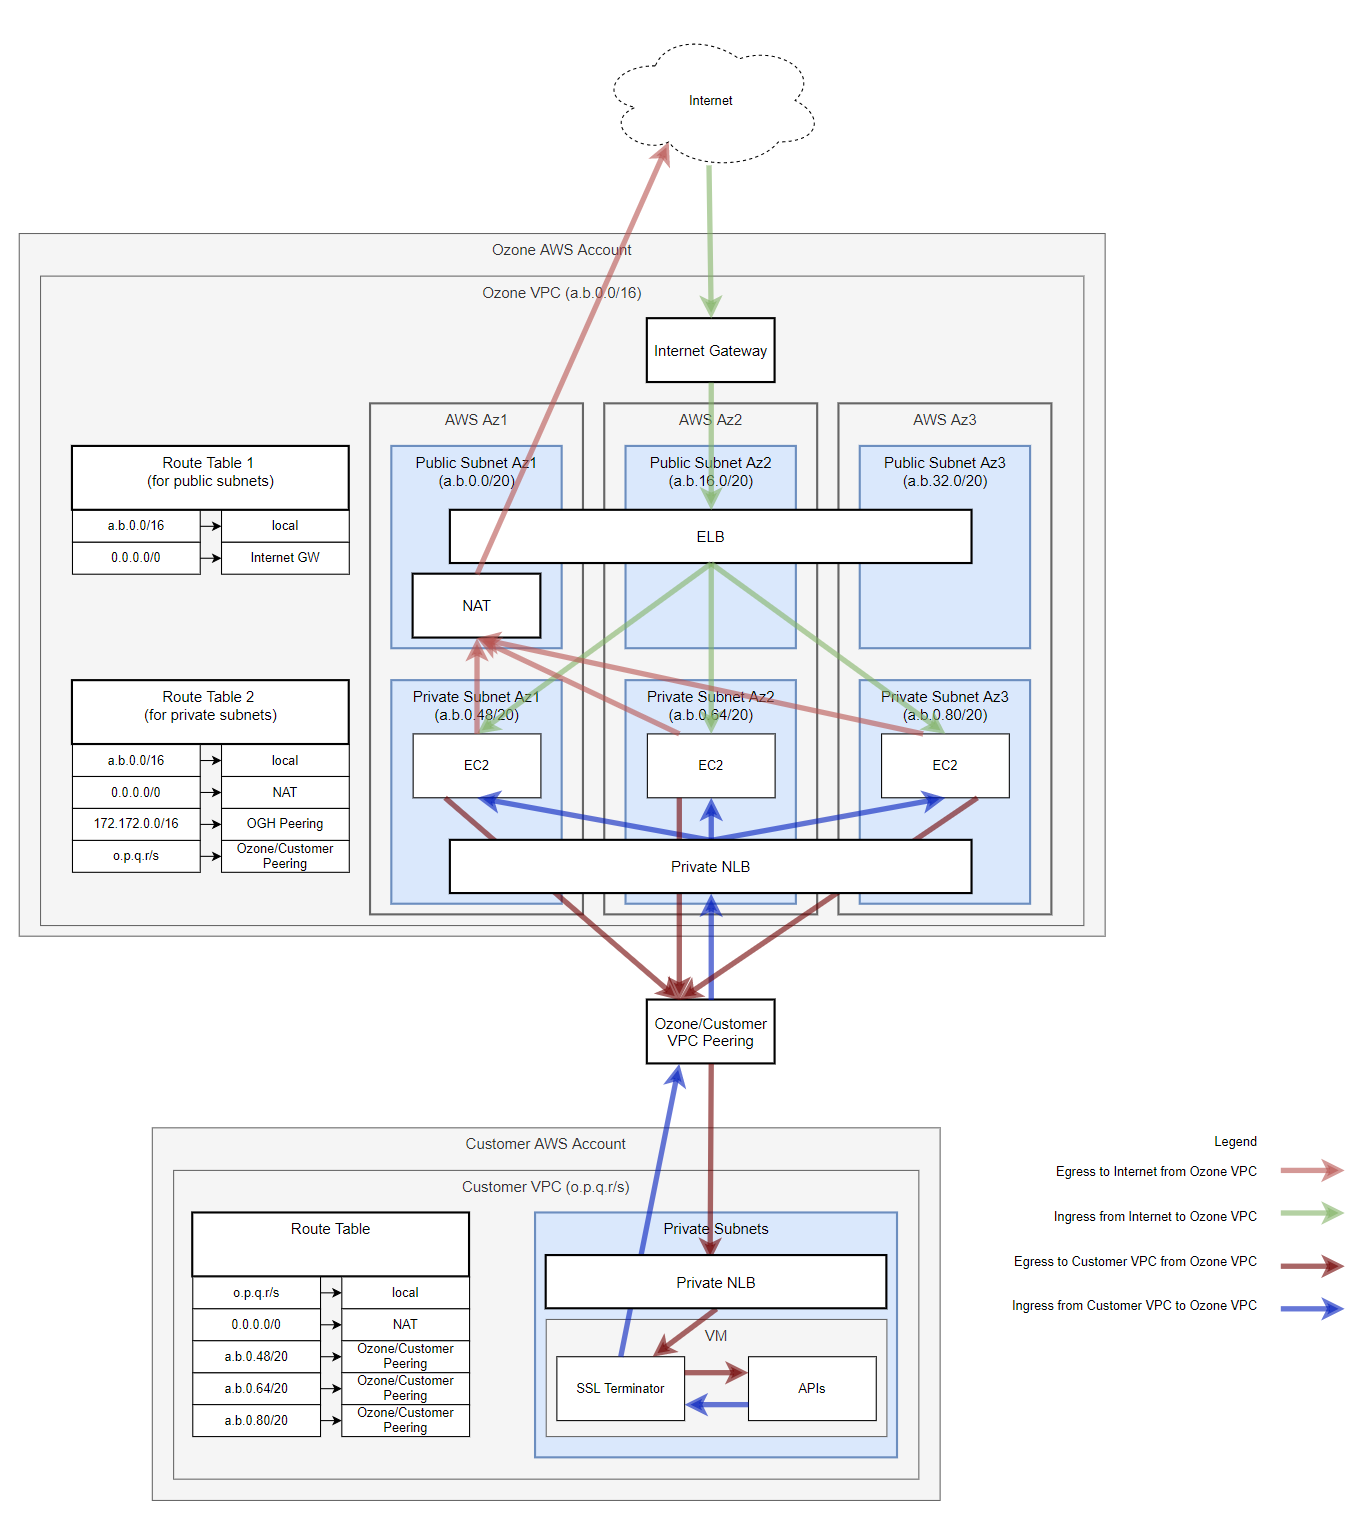 Internet
Ozone AWS Account
Ozone VPC (a.b.0.0/16)
Internet Gateway
AWS Az1
AWS Az2
AWS Az3
Public Subnet Az1
(a.b.0.0/20)
Public Subnet Az2
(a.b.16.0/20)
Public Subnet Az3
(a.b.32.0/20)
Route Table 1
(for public subnets)
a.b.0.0/16
local
0.0.0.0/0
Internet GW
ELB
NAT
Route Table 2
(for private subnets)
a.b.0.0/16
local
0.0.0.0/0
NAT
172.172.0.0/16
OGH Peering
o.p.q.r/s
Ozone/Customer
Peering
Private Subnet Az1
(a.b.0.48/20)
Private Subnet Az2
(a.b.0.64/20)
Private Subnet Az3
(a.b.0.80/20)
EC2
EC2
EC2
Private NLB
Ozone/Customer
VPC Peering
Customer AWS Account
Customer VPC (o.p.q.r/s)
Route Table
o.p.q.r/s
local
0.0.0.0/0
NAT
a.b.0.48/20
Ozone/Customer
Peering
a.b.0.64/20
Ozone/Customer
Peering
a.b.0.80/20
Ozone/Customer
Peering
Private Subnets
Private NLB
VM
SSL Terminator
APIs
Legend
Egress to Internet from Ozone VPC
Ingress from Internet to Ozone VPC
Egress to Customer VPC from Ozone VPC
Ingress from Customer VPC to Ozone VPC